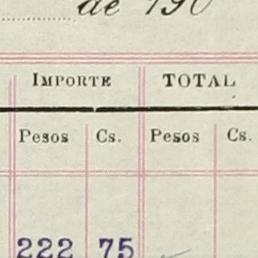 de 190
IMPORTE TOTAL
Pesos Cs. Pesos Cs.
222 75